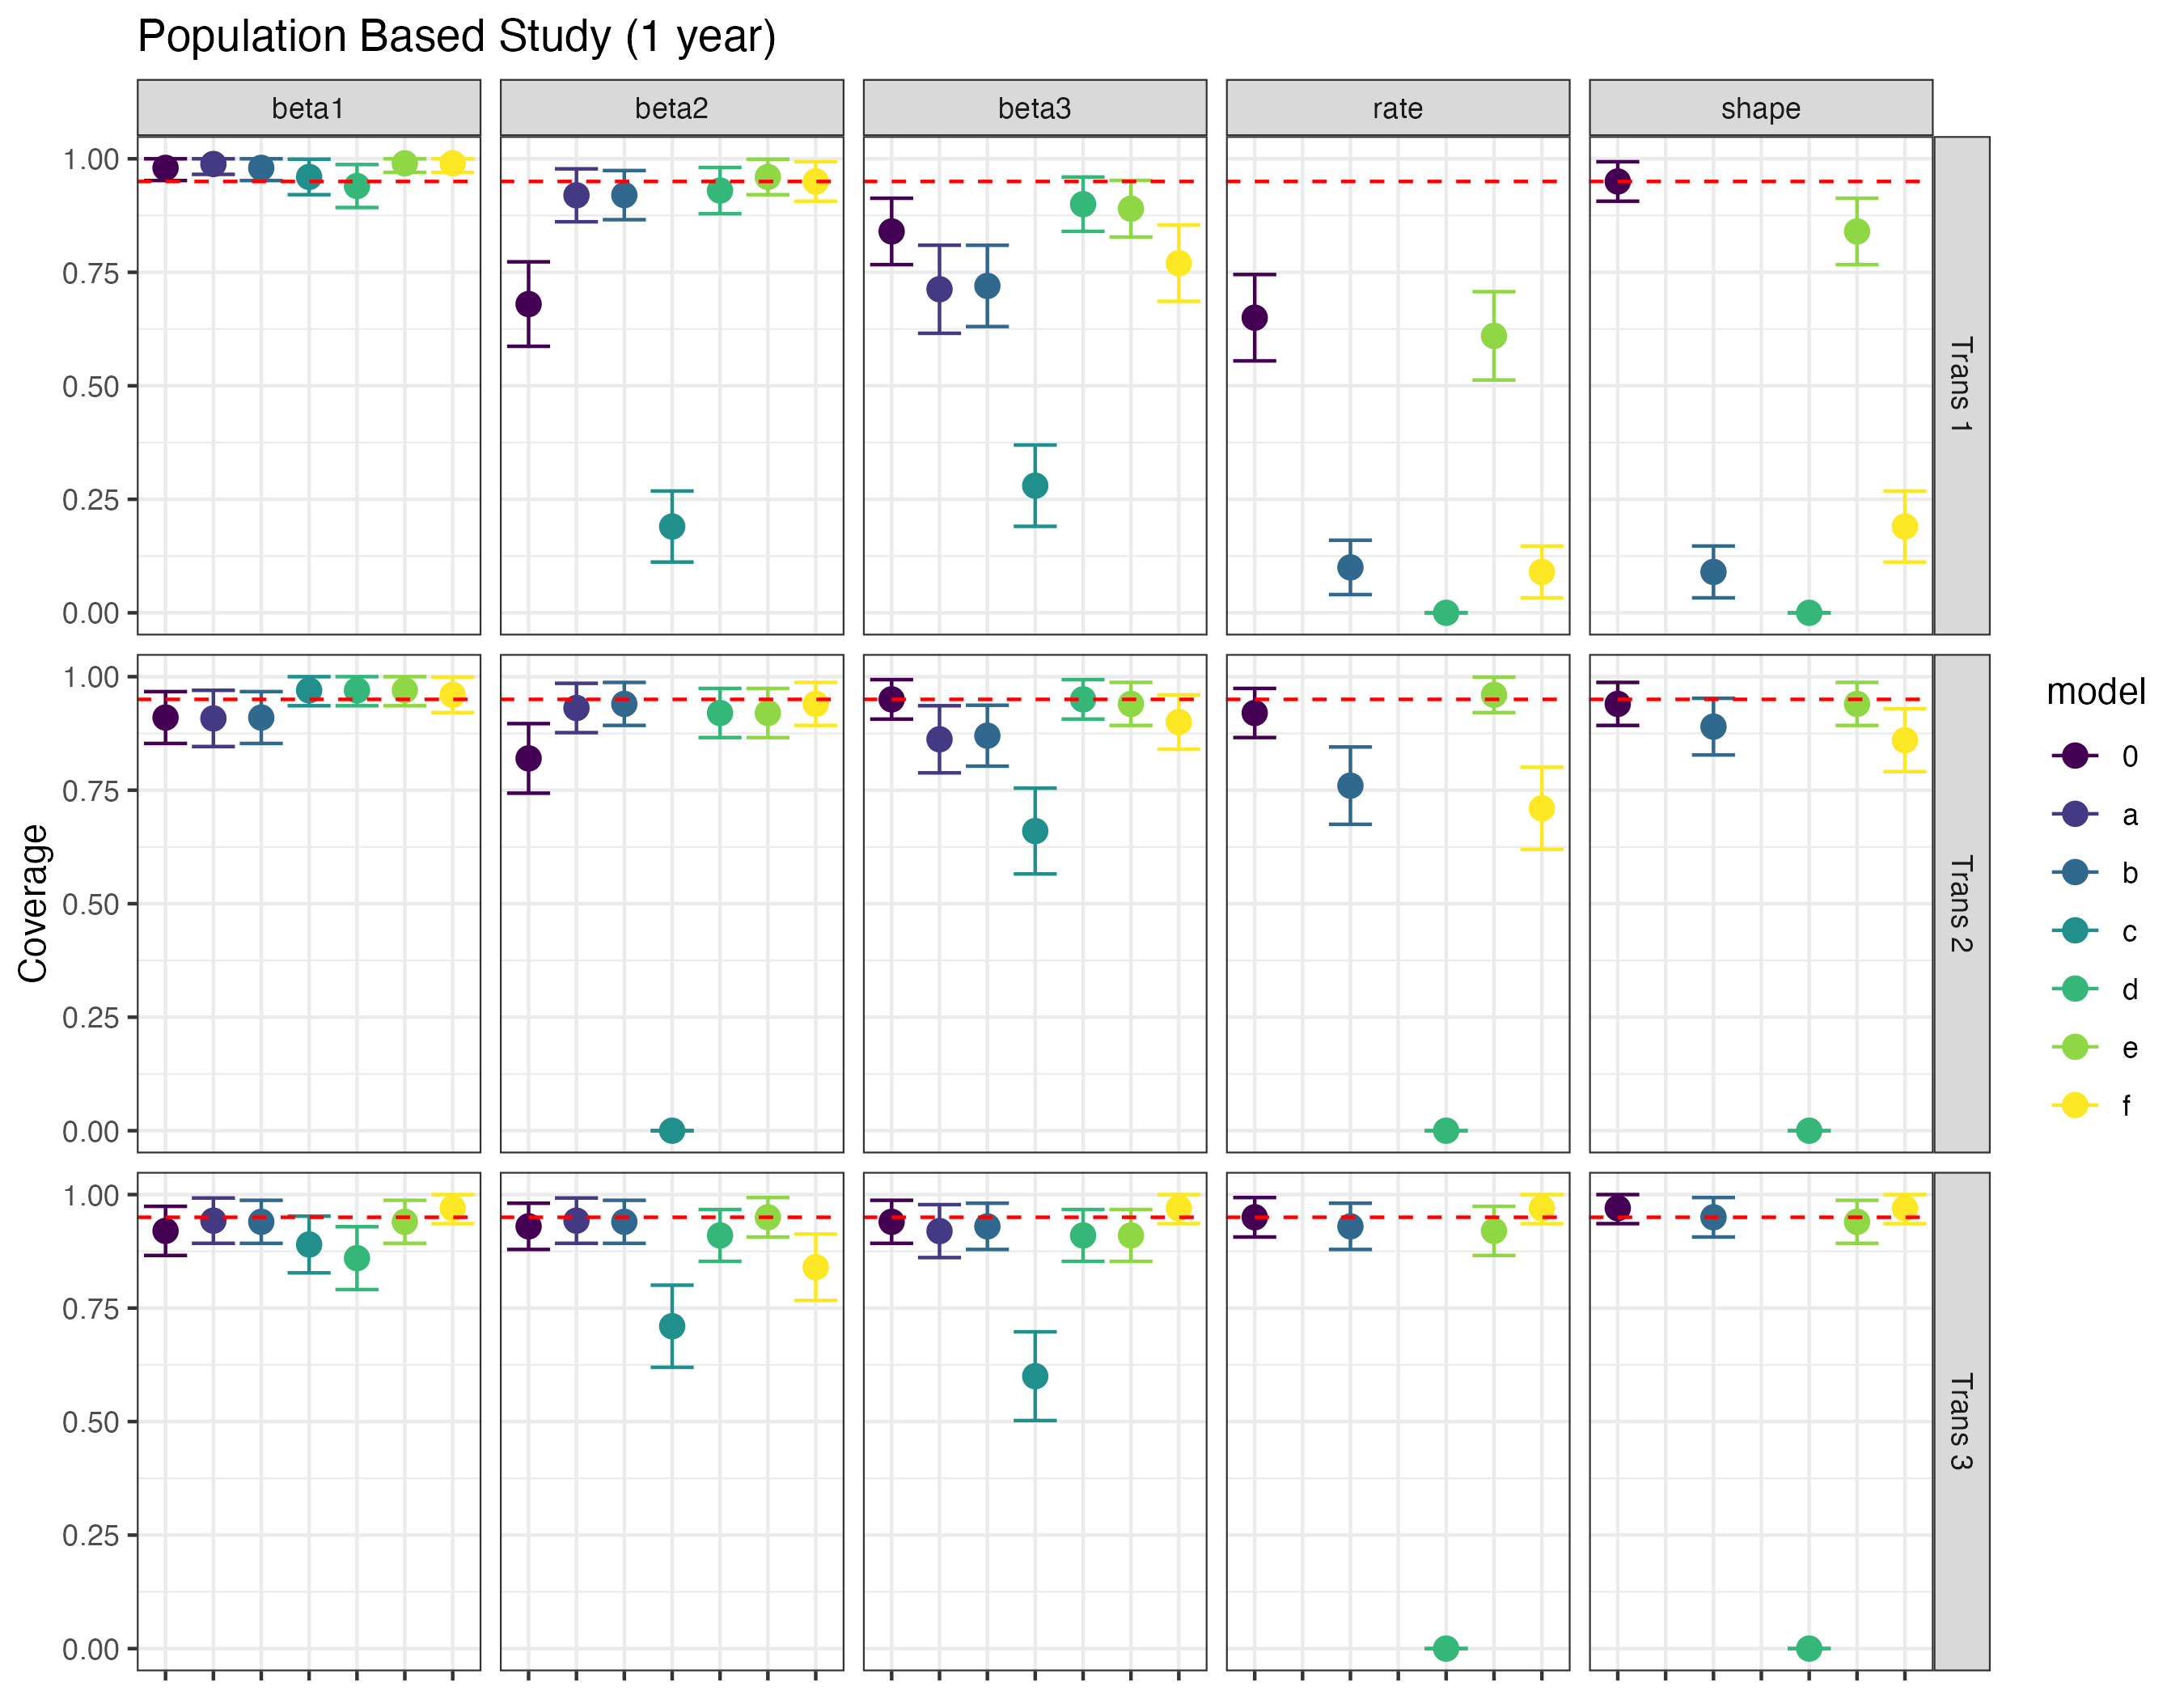 Population Based Study (1 year)
beta1 beta2 beta3 rate shape
1.00
0.75
0.50
0.25
0.00
Trans 1
1.00
0.75
0.50
0.25
0.00
Trans 2
1.00
0.75
0.50
0.25
0.00
Trans 3
Coverage
model
0
a
b
c
d
e
f